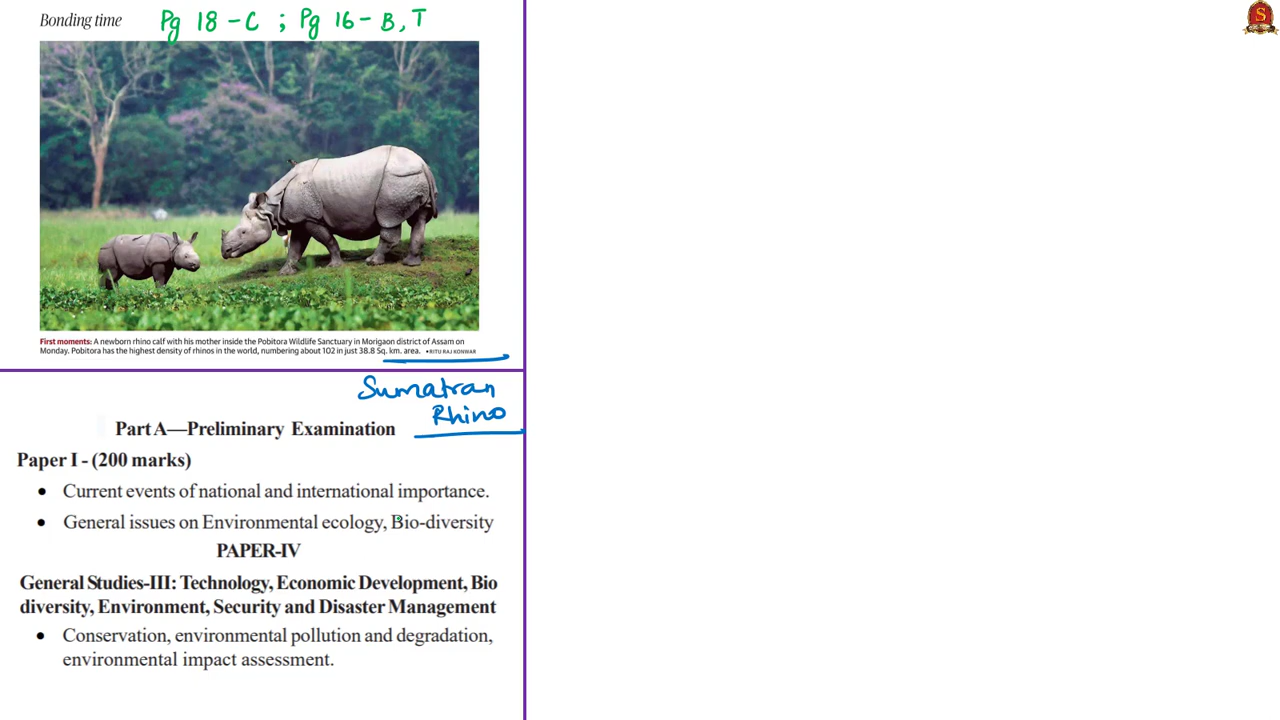 Bonding time
Pg 18 - C ; Pg 16 - B, T
First moments: A newborn rhino calf with his mother inside the Pobitora Wildlife Sanctuary in Morigaon district of Assam on
Monday. Pobitora has the highest density of rhinos in the world, numbering about 102 in just 38.8 Sq. km. area. •RITU RAJ KONWAR
Sumatran
Rhino
Part A—Preliminary Examination
Paper I - (200 marks)
• Current events of national and international importance.
• General issues on Environmental ecology, Bio-diversity
PAPER-IV
General Studies-III: Technology, Economic Development, Bio
diversity, Environment, Security and Disaster Management
• Conservation, environmental pollution and degradation,
environmental impact assessment.
S